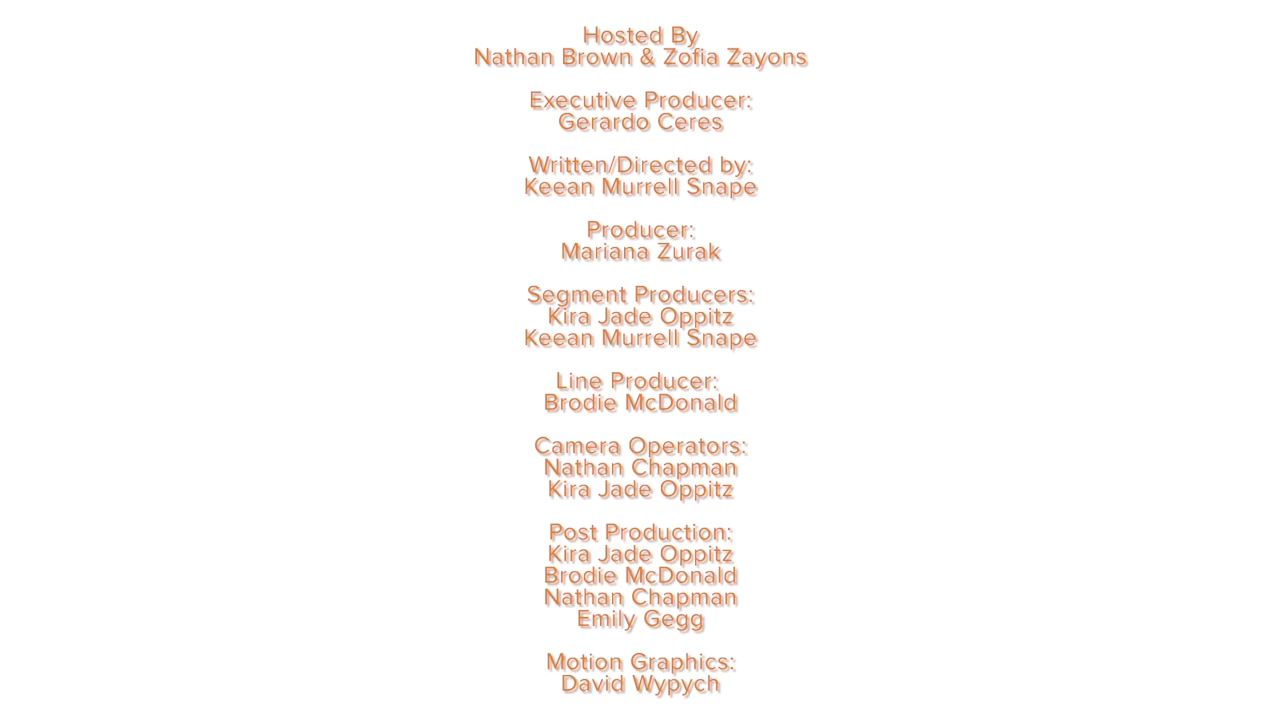 Hosted By
Nathan Brown & Zofia Zayons
Executive Producer:
Gerardo Ceres
Written/Directed by:
Keean Murrell Snape
Producer:
Mariana Zurak
Segment Producers:
Kira Jade Oppitz
Keean Murrell Snape
Line Producer:
Brodie McDonald
Camera Operators:
Nathan Chapman
Kira Jade Oppitz
Post Production:
Kira Jade Oppitz
Brodie McDonald
Nathan Chapman
Emily Gegg
Motion Graphics:
David Wypych